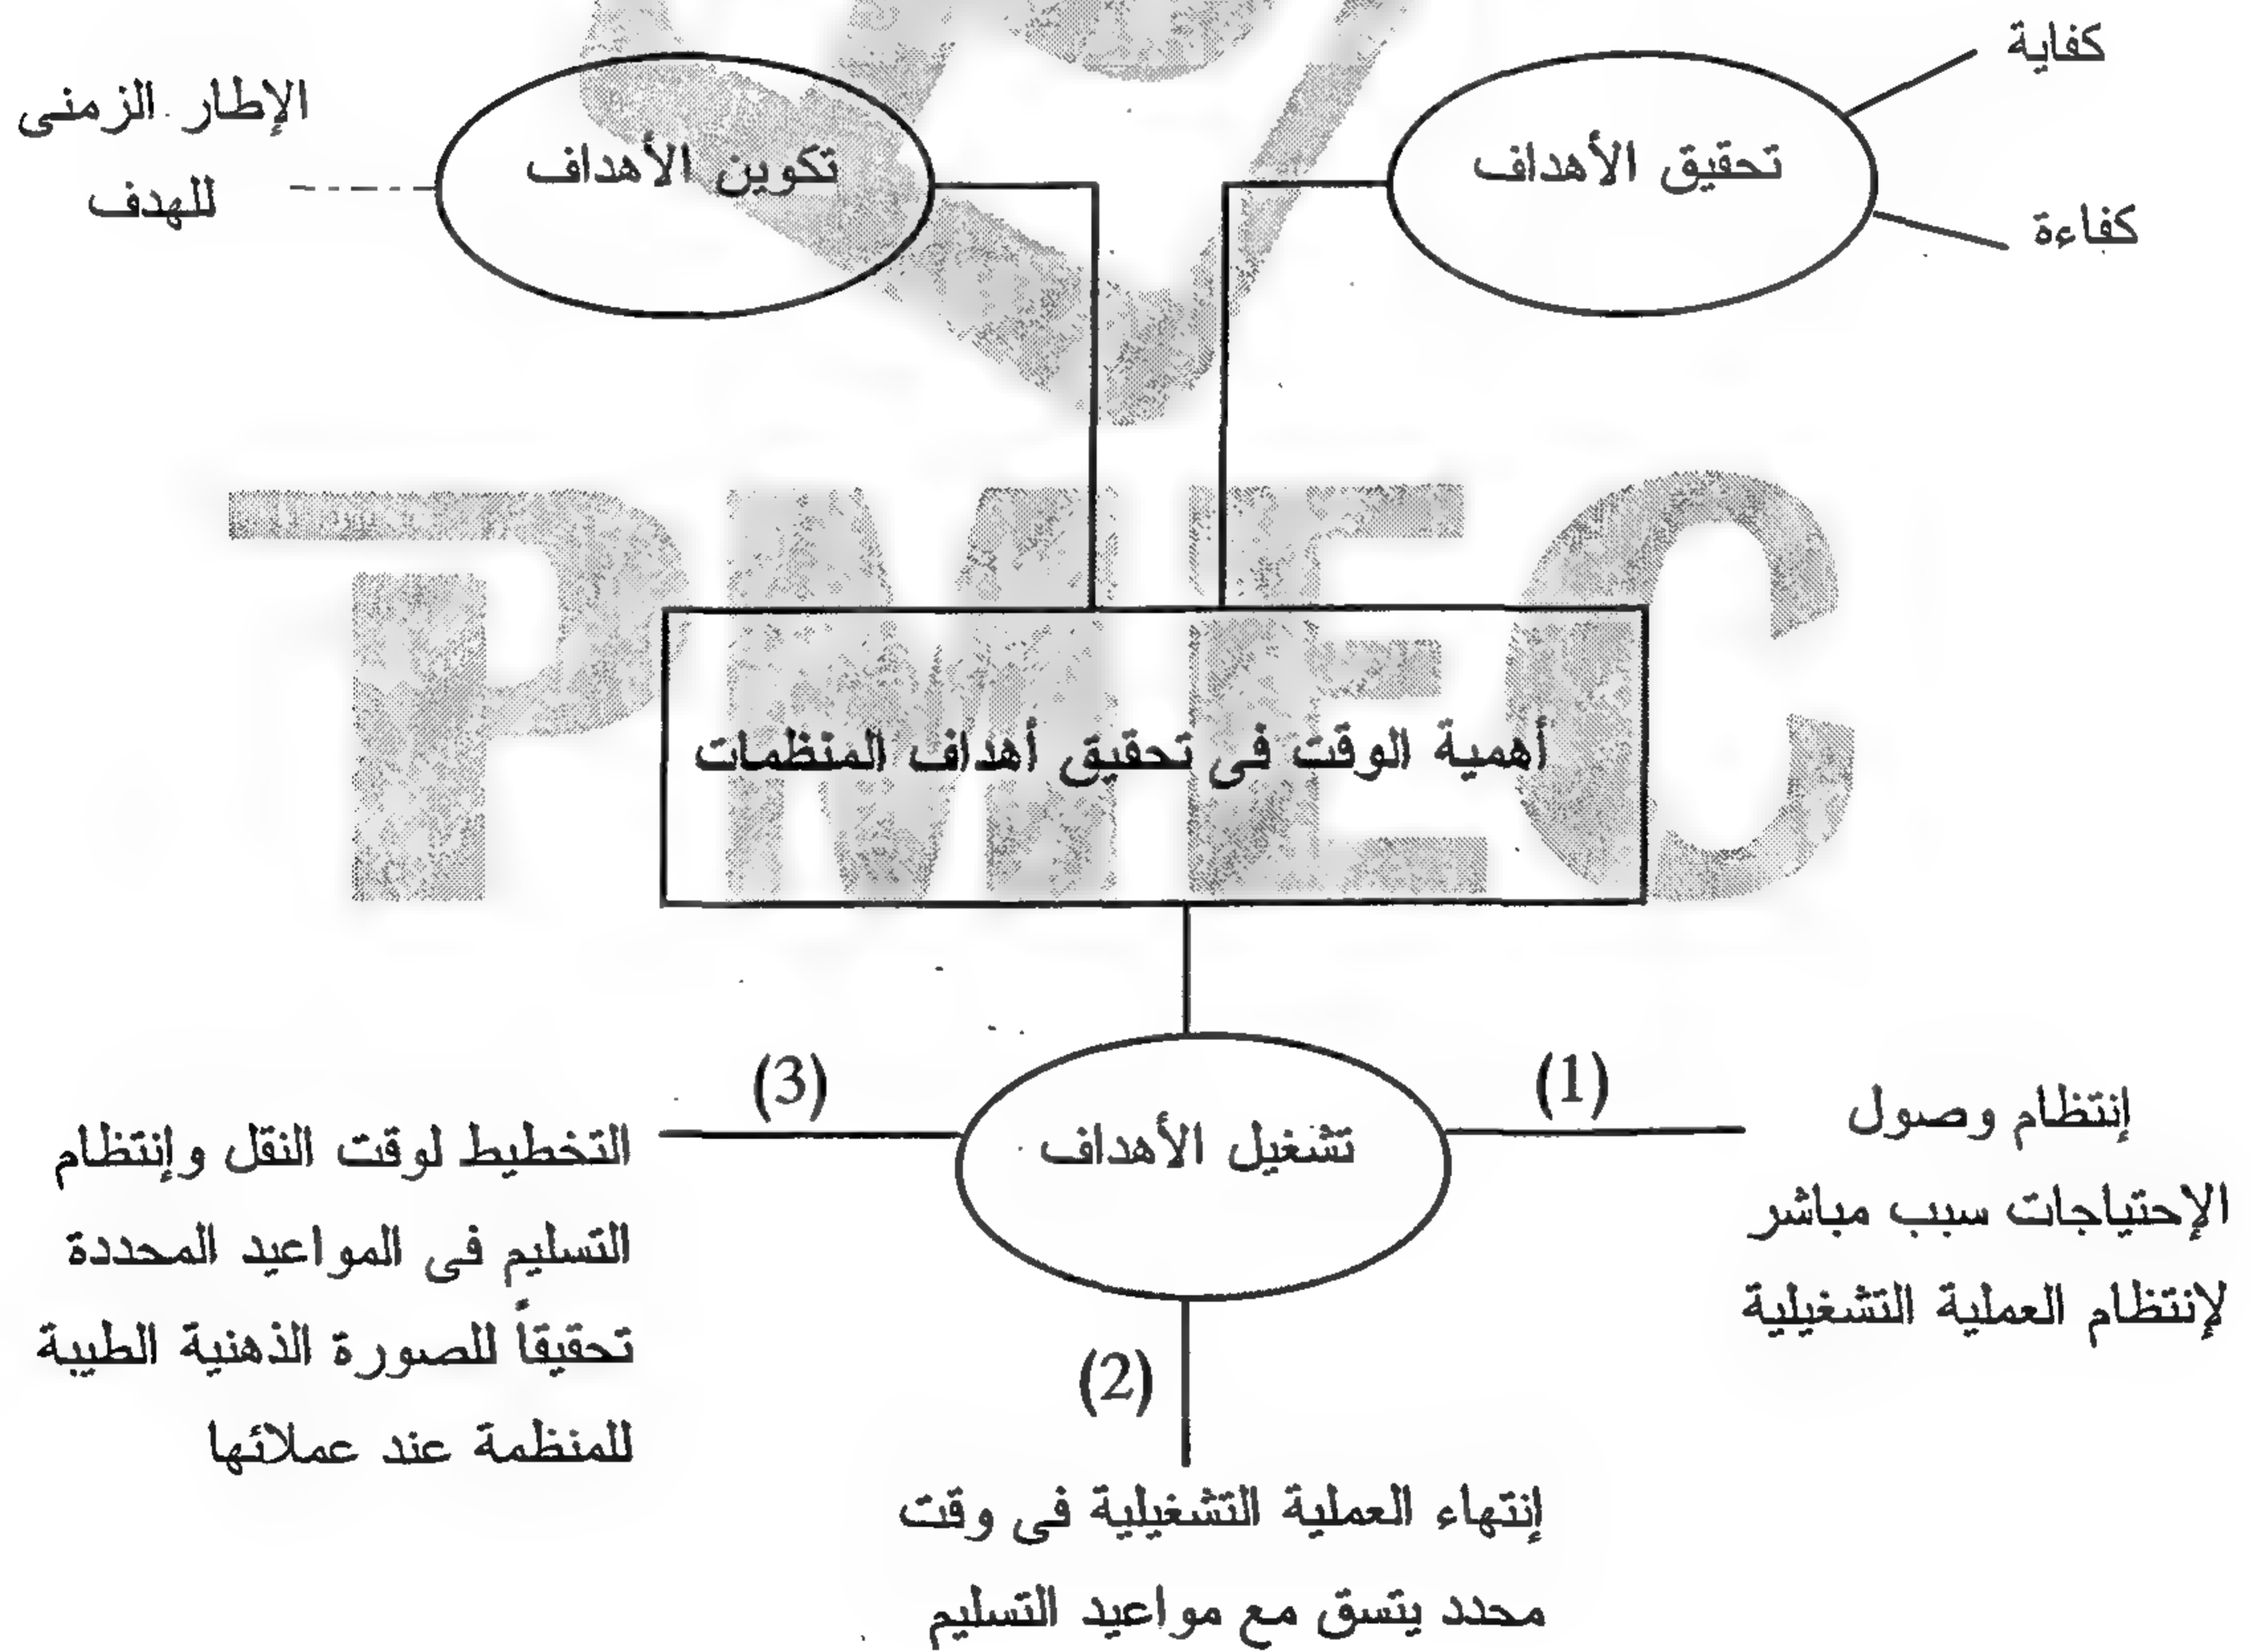 كفاية
تحقيق الأهداف
كفاءة
تكوين الأهداف
الإطار الزمنى
للهدف
PMEC
أهمية الوقت فى تحقيق أهداف المنظمات
تشغيل الأهداف
(1)
إنتظام وصول
الإحتياجات سبب مباشر
لإنتظام العملية التشغيلية
(2)
إنتهاء العملية التشغيلية فى وقت
محدد يتسق مع مواعيد التسليم
(3)
التخطيط لوقت النقل وإنتظام
التسليم فى المواعيد المحددة
تحقيقاً للصورة الذهنية الطيبة
للمنظمة عند عملائها